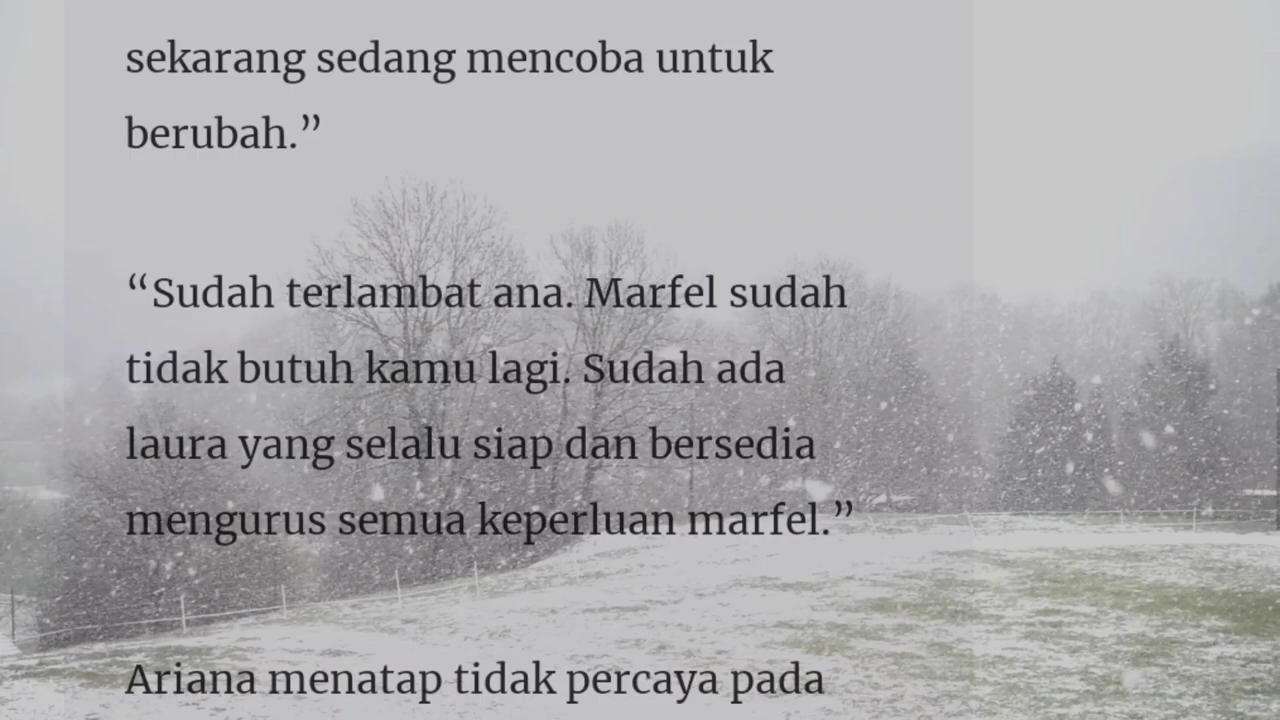 sekarang sedang mencoba untuk
berubah.”
“Sudah terlambat ana. Marfel sudah
tidak butuh kamu lagi. Sudah ada
laura yang selalu siap dan bersedia
mengurus semua keperluan marfel.”
Ariana menatap tidak percaya pada